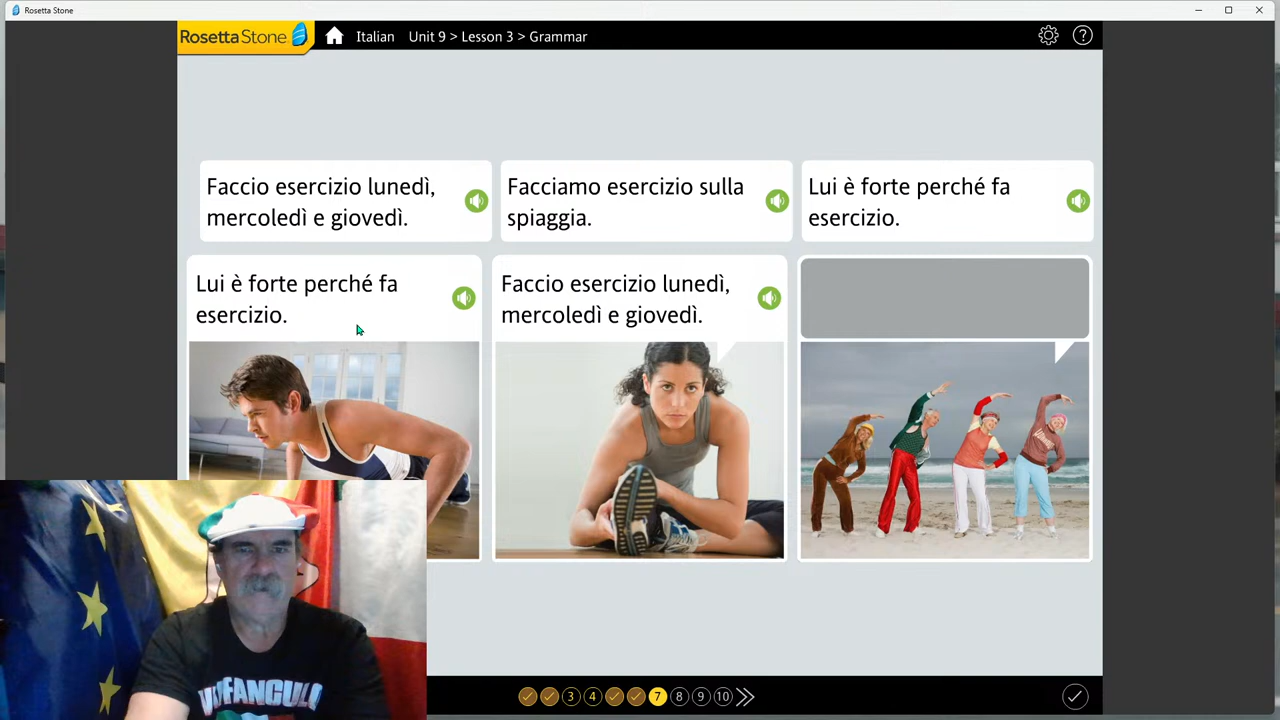 Rosetta Stone
RosettaStone
Italian Unit 9 > Lesson 3 > Grammar
Faccio esercizio lunedì,
mercoledì e giovedì.
Facciamo esercizio sulla
spiaggia.
Lui è forte perché fa
esercizio.
Lui è forte perché fa
esercizio.
Faccio esercizio lunedì,
mercoledì e giovedì.
3 4 7 8 9 10